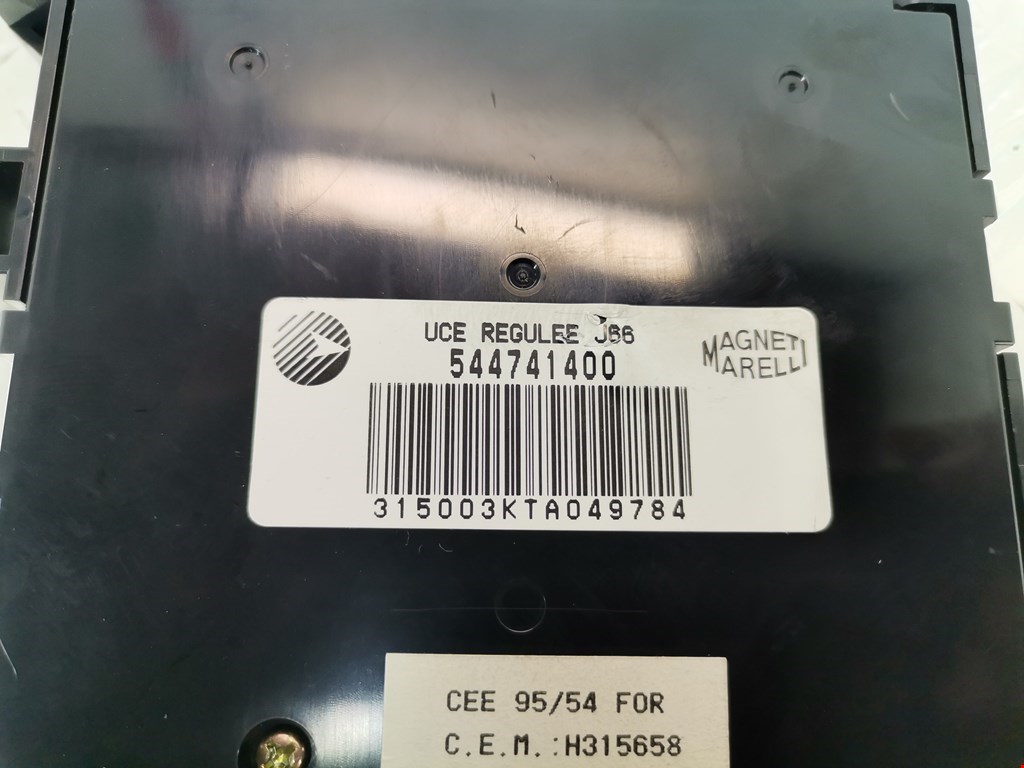 UCE REGULEE J66
MAGNETI
MARELLI
544741400
315003KTA049784
CEE 95/54 FOR
C.E.M.:H315658